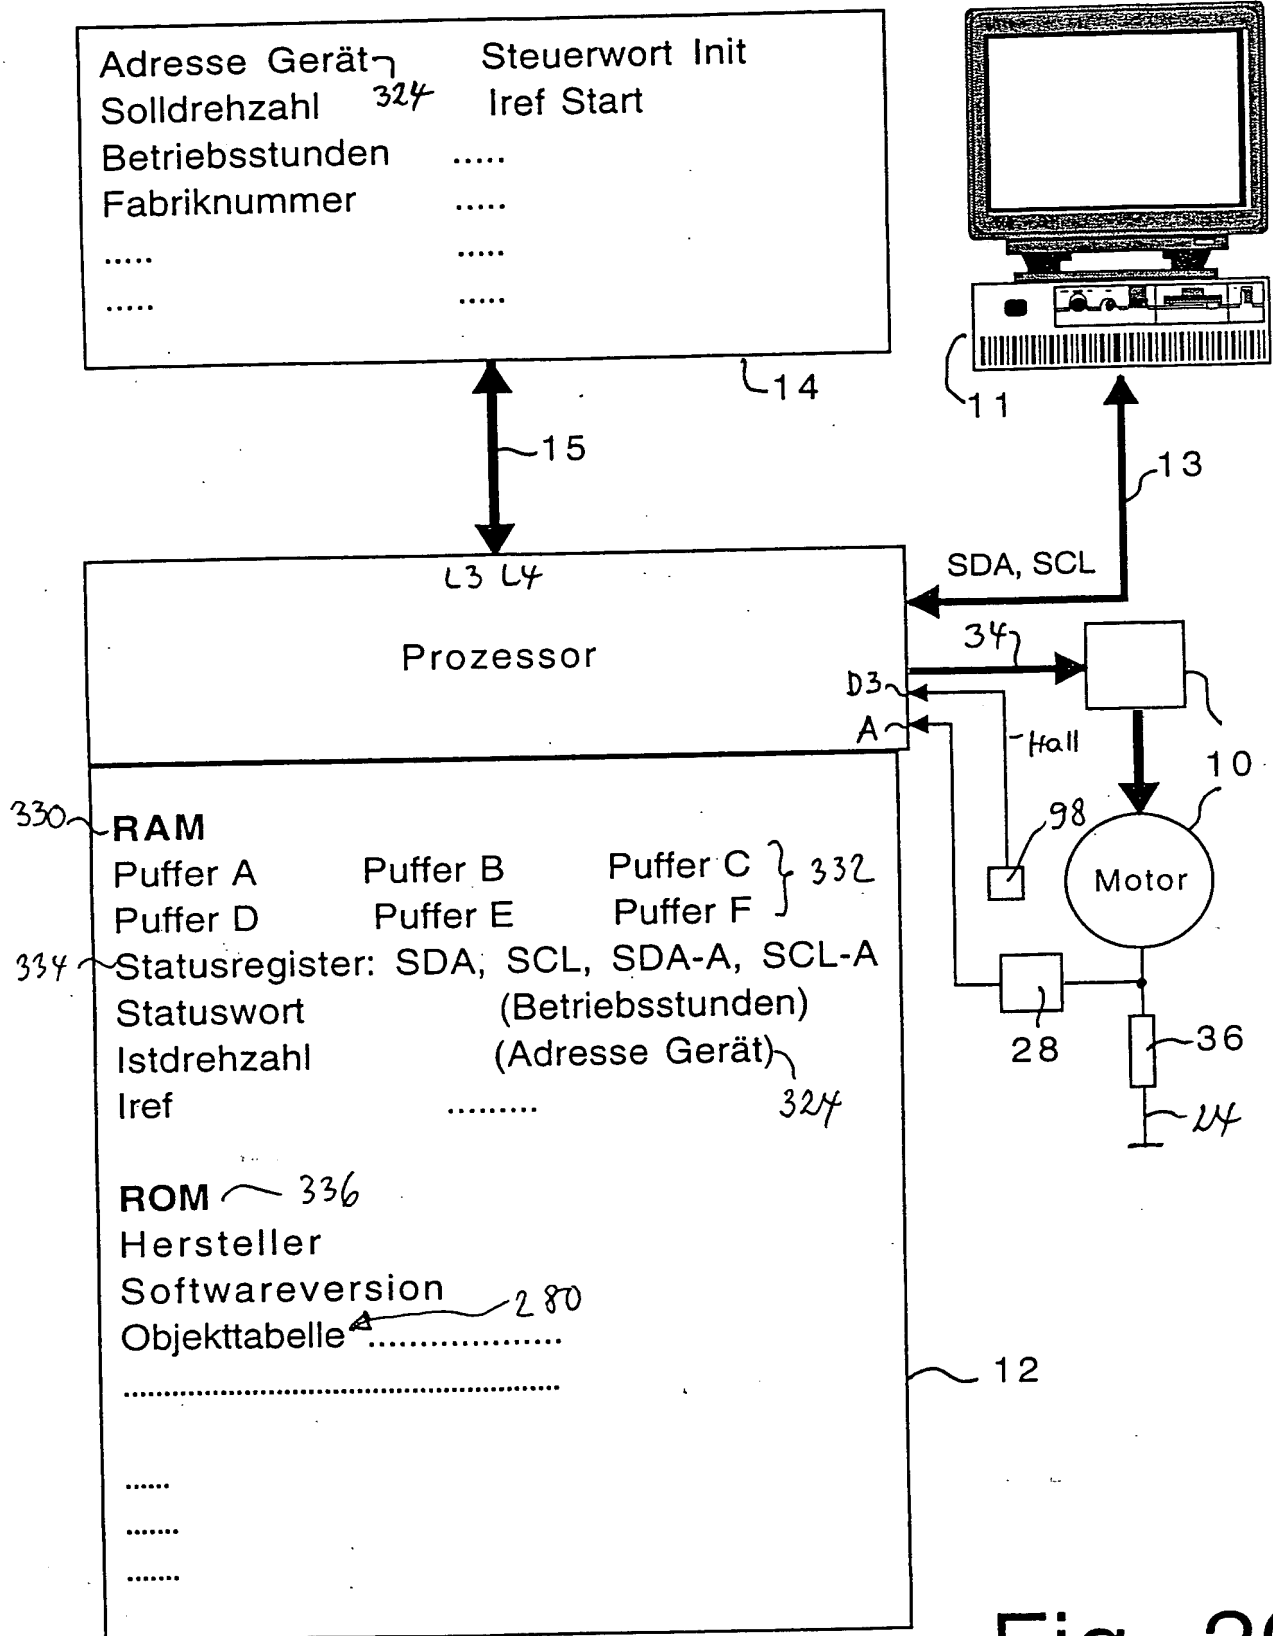 Adresse Gerät Steuerwort Init
Solldrehzahl 324 Iref Start
Betriebsstunden .....
Fabriknummer .....
..... .....
..... .....
14
11
15
13
L3 L4
SDA, SCL
Prozessor
34
D3
A
Hall
10
330 RAM
98
Puffer A Puffer B Puffer C 332
Puffer D Puffer E Puffer F
Motor
334 Statusregister: SDA, SCL, SDA-A, SCL-A
Statuswort (Betriebsstunden)
Istdrehzahl (Adresse Gerät)
28
36
Iref ......... 324
24
ROM 336
Hersteller
Softwareversion 280
Objekttabelle ...................
..........................................................
12
......
.......
.......
Fig.